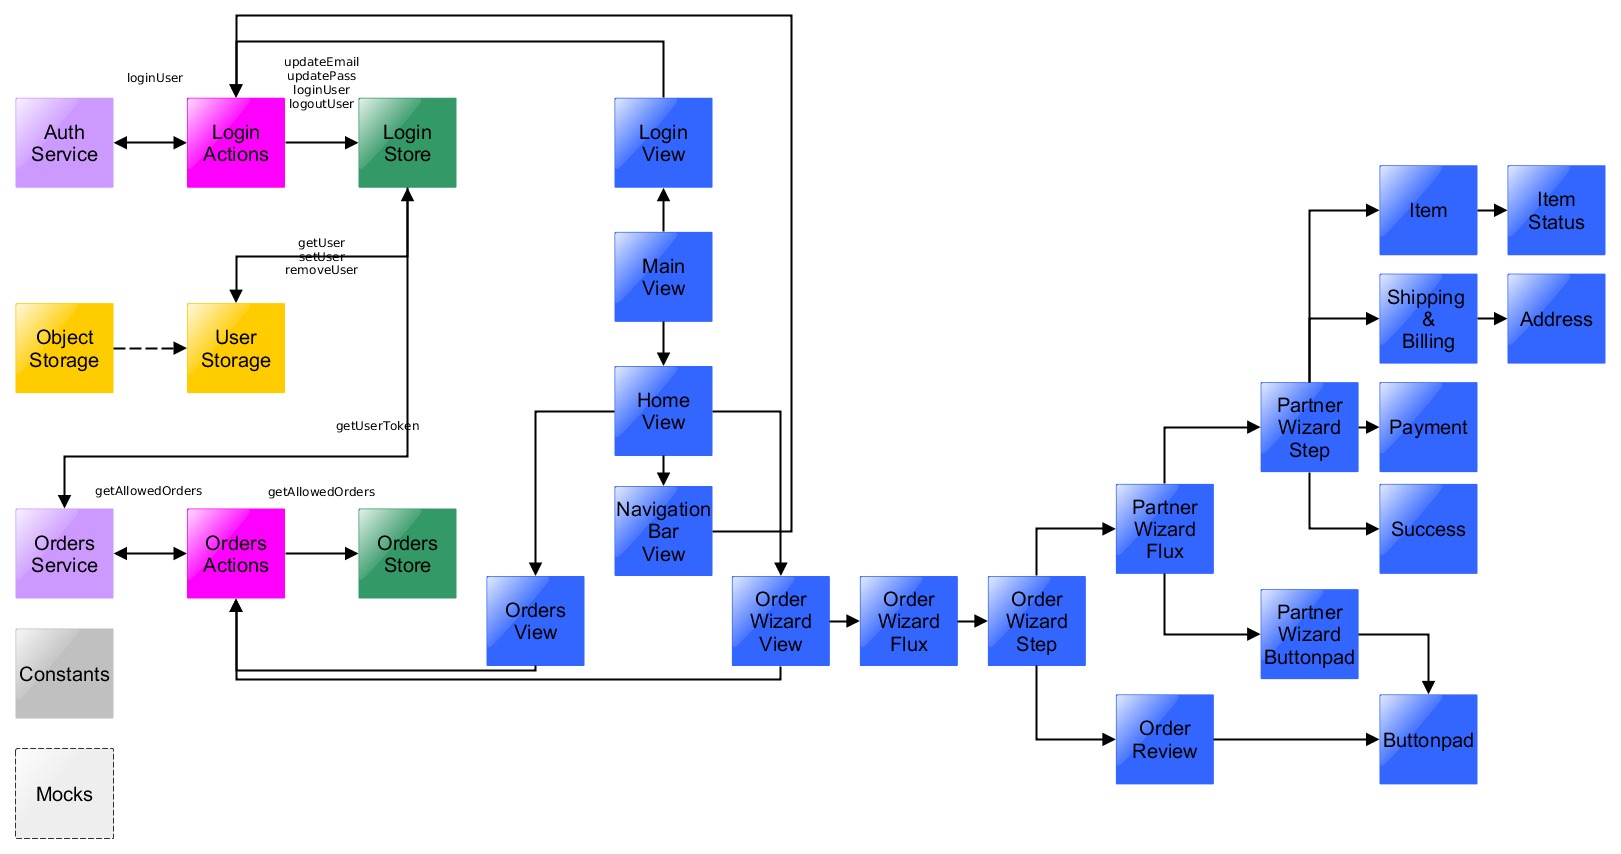 loginUser
updateEmail
updatePass
loginUser
logoutUser
Auth
Service
Login
Actions
Login
Store
Login
View
Item
Item
Status
getUser
setUser
removeUser
Main
View
Object
Storage
User
Storage
Shipping
&
Billing
Address
Home
View
getUserToken
Partner
Wizard
Step
Payment
getAllowedOrders
getAllowedOrders
Orders
Service
Orders
Actions
Orders
Store
Navigation
Bar
View
Partner
Wizard
Flux
Success
Orders
View
Order
Wizard
View
Order
Wizard
Flux
Order
Wizard
Step
Partner
Wizard
Buttonpad
Constants
Order
Review
Buttonpad
Mocks